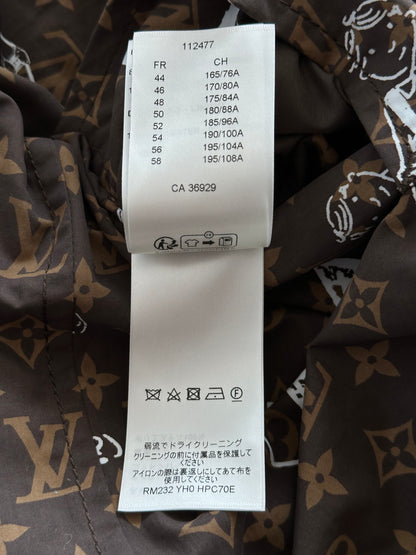 112477
FR CH
44 165/76A
46 170/80A
48 175/84A
50 180/88A
52 185/96A
54 190/100A
56 195/104A
58 195/108A
CA 36929
弱流でドライクリーニング
クリーニングの前に付属品を保護して
ください
アイロンの際は裏返しにしてあて布を
使用してください
RM232 YH0 HPC70E